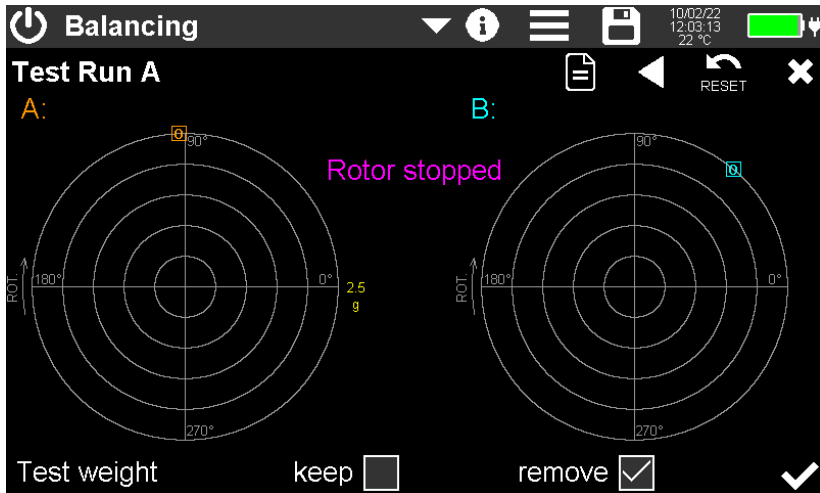 Balancing
i
10/02/22
12:03:13
22 °C
Test Run A
RESET
A:
B:
0
90°
0
90°
Rotor stopped
ROT.
180°
0°
2.5
g
ROT.
180°
0°
270°
270°
Test weight
keep
remove